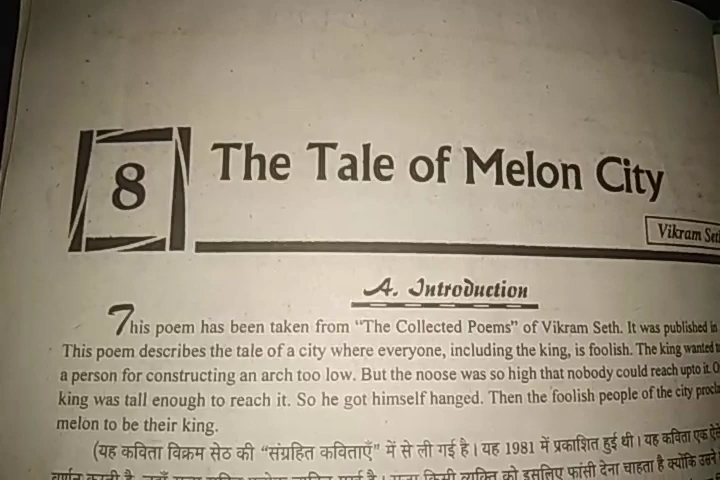 8
The Tale of Melon City
Vikram
A. Introduction
This poem has been taken from “The Collected Poems” of Vikram Seth. It was published in
This poem describes the tale of a city where everyone, including the king, is foolish. The king wanted
a person for constructing an arch too low. But the noose was so high that nobody could reach upto it.
king was tall enough to reach it. So he got himself hanged. Then the foolish people of the city
melon to be their king.
(यह कविता विक्रम सेठ की “संग्रहित कविताएँ” में से ली गई है। यह 1981 में प्रकाशित हुई थी। यह कविता एक
किसी व्यक्ति को इसलिए फांसी देना चाहता है क्योंकि उसने